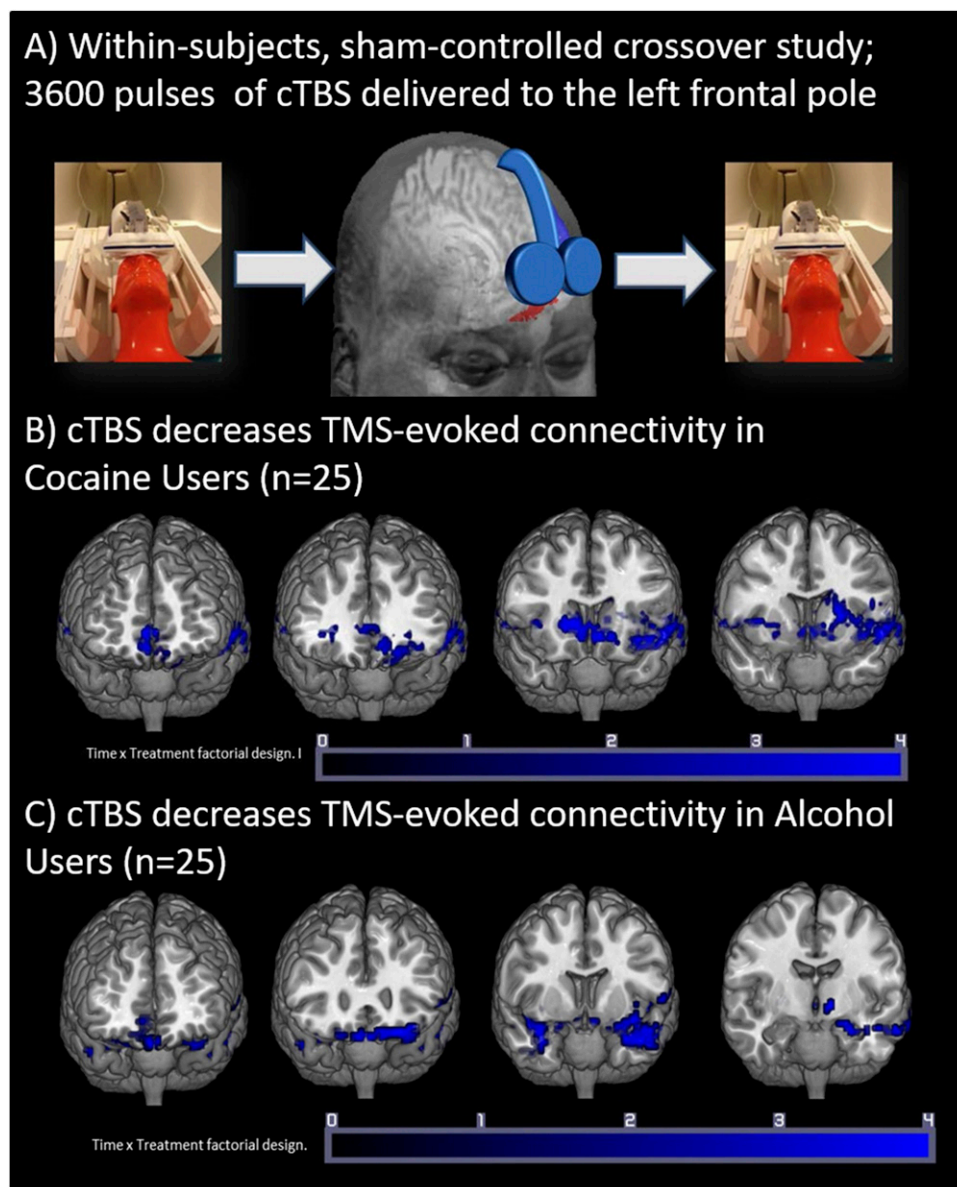 A) Within-subjects, sham-controlled crossover study;
3600 pulses  of cTBS delivered to the left frontal pole
B) cTBS decreases TMS-evoked connectivity in
Cocaine Users (n=25)
Time x Treatment factorial design. I
0 1 2 3 4
C) cTBS decreases TMS-evoked connectivity in Alcohol
Users (n=25)
Time x Treatment factorial design.
0 1 2 3 4